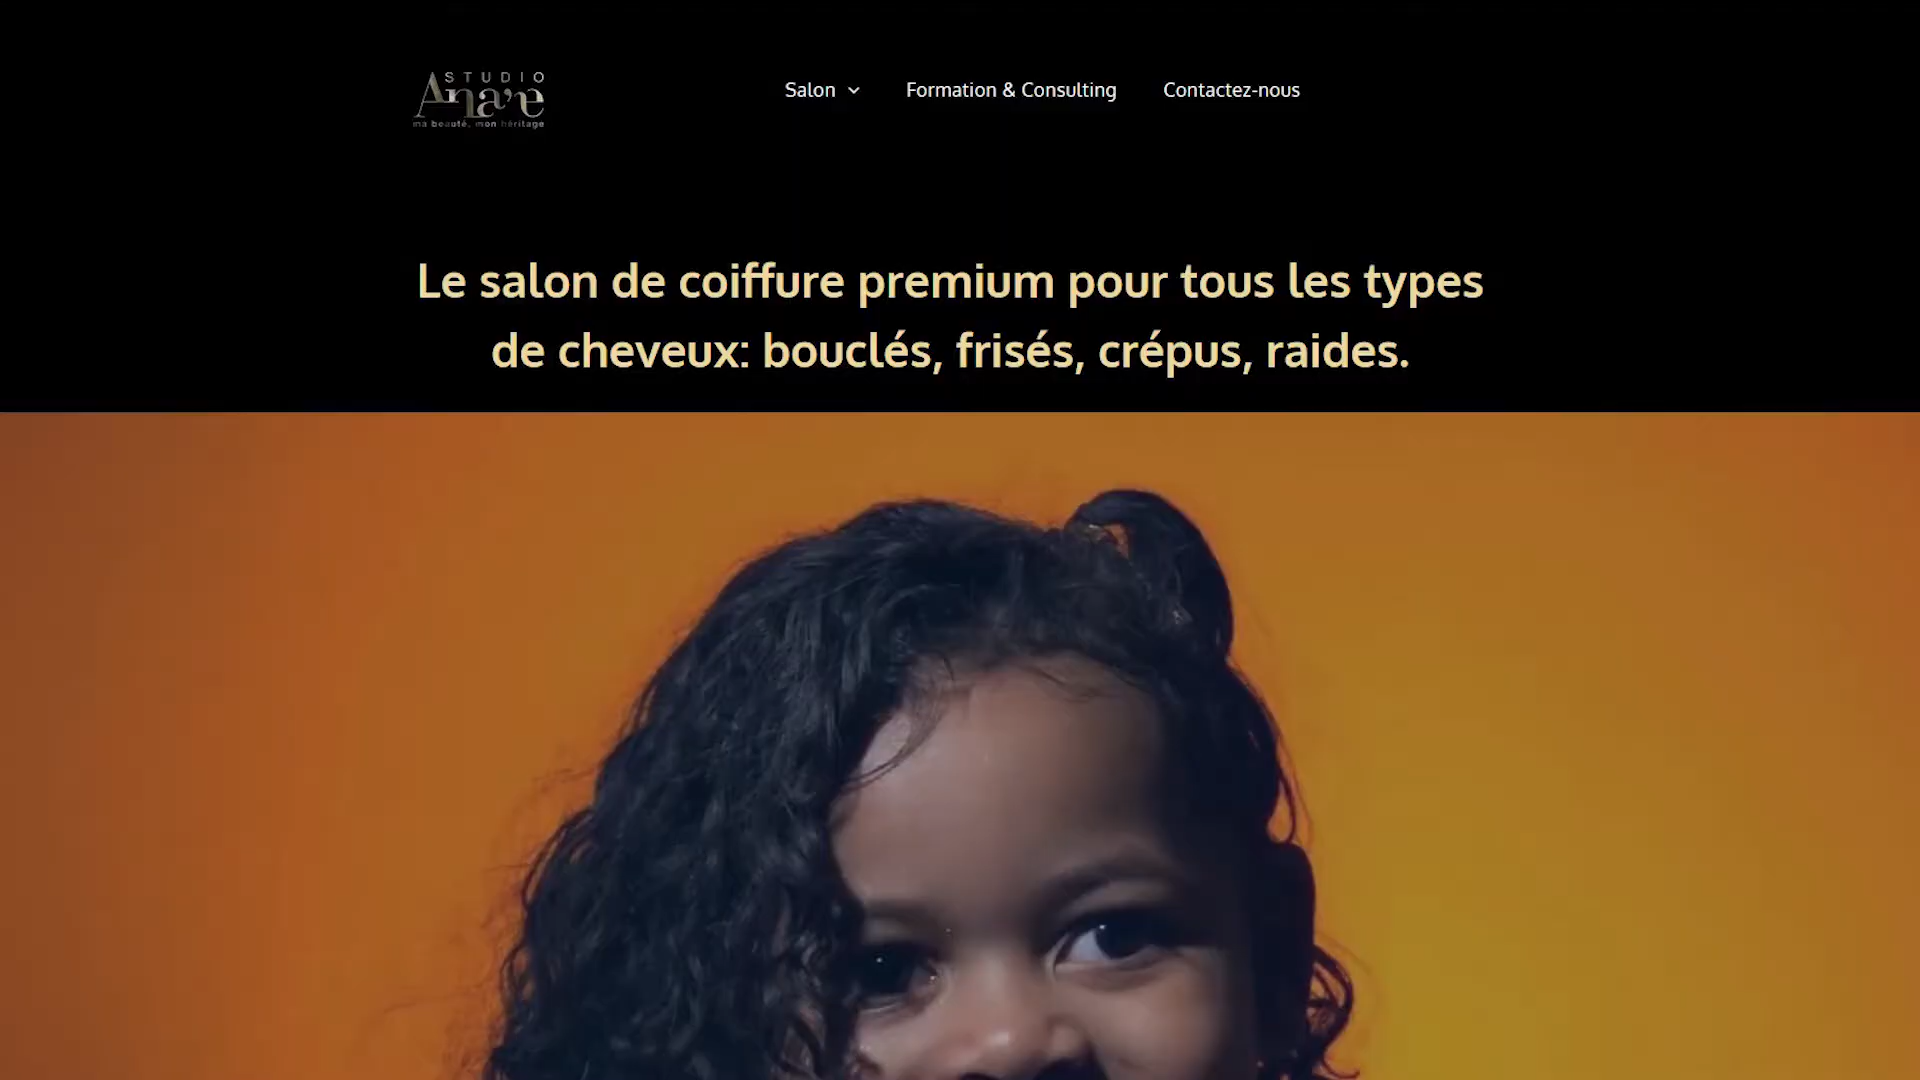 STUDIO
Ana'e
ma beauté, mon héritage
Salon
Formation & Consulting
Contactez-nous
Le salon de coiffure premium pour tous les types
de cheveux: bouclés, frisés, crépus, raides.